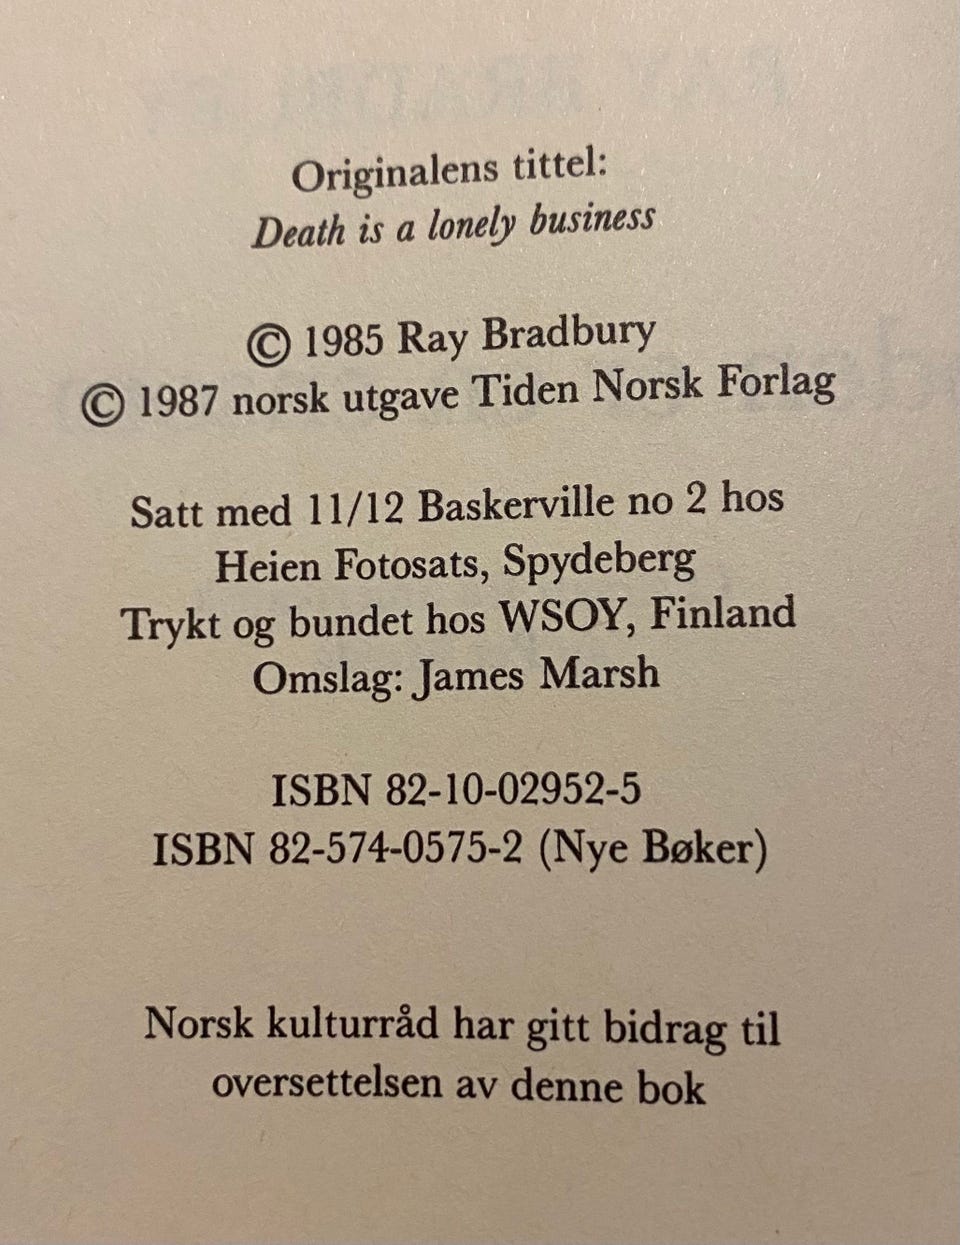 Originalens tittel:
Death is a lonely business
© 1985 Ray Bradbury
© 1987 norsk utgave Tiden Norsk Forlag
Satt med 11/12 Baskerville no 2 hos
Heien Fotosats, Spydeberg
Trykt og bundet hos WSOY, Finland
Omslag: James Marsh
ISBN 82-10-02952-5
ISBN 82-574-0575-2 (Nye Bøker)
Norsk kulturråd har gitt bidrag til
oversettelsen av denne bok